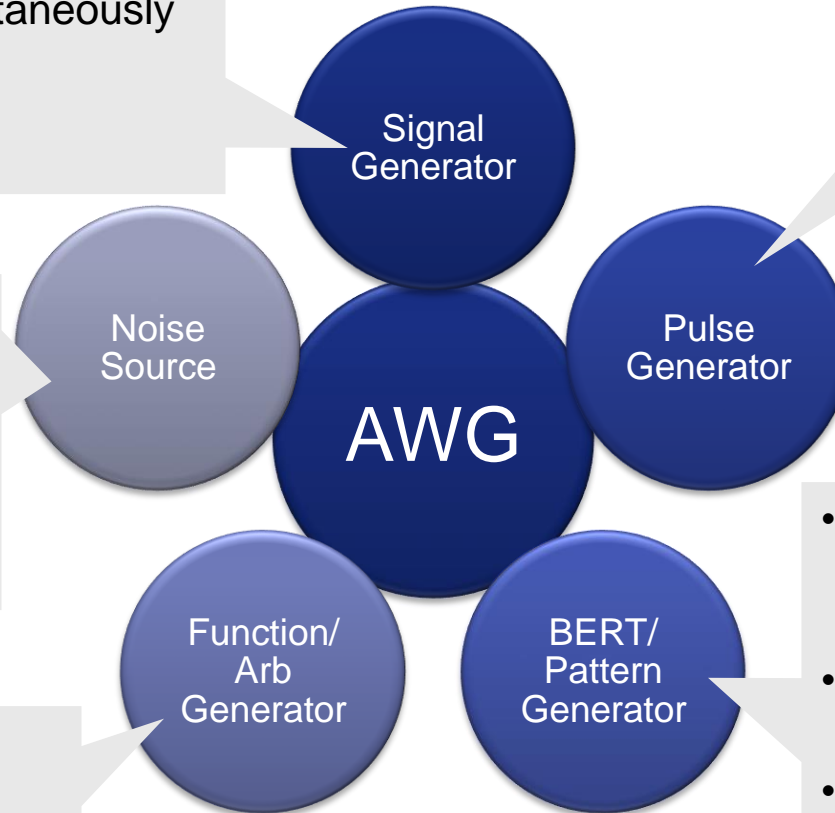 taneously
Signal
Generator
Noise
Source
Pulse
Generator
AWG
Function/
Arb
Generator
BERT/
Pattern
Generator
•
•
•